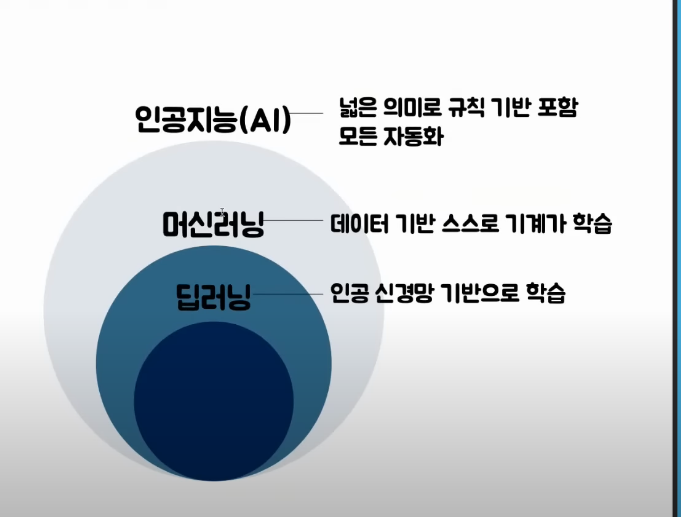 인공지능(AI)
넓은 의미로 규칙 기반 포함
모든 자동화
머신러닝
데이터 기반 스스로 기계가 학습
딥러닝
인공 신경망 기반으로 학습